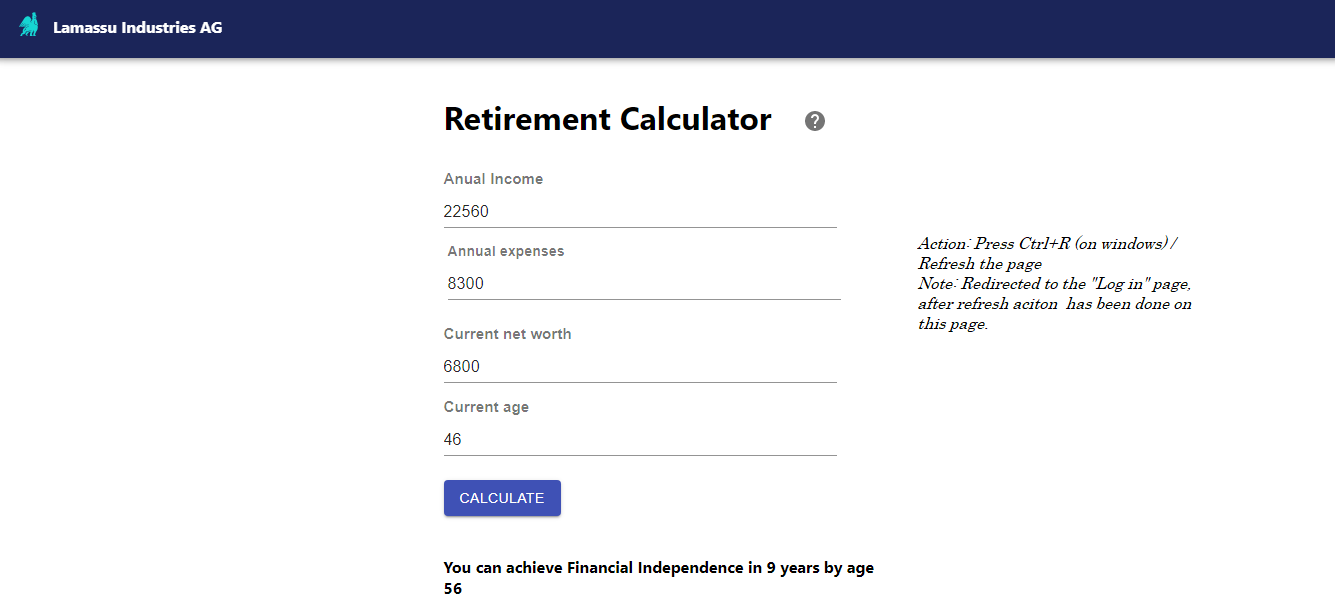 Lamassu Industries AG
Retirement Calculator ?
Anual Income
22560
Annual expenses
8300
Current net worth
6800
Current age
46
CALCULATE
You can achieve Financial Independence in 9 years by age
56
Action: Press Ctrl+R (on windows) /
Refresh the page
Note: Redirected to the "Log in" page,
after refresh aciton has been done on
this page.